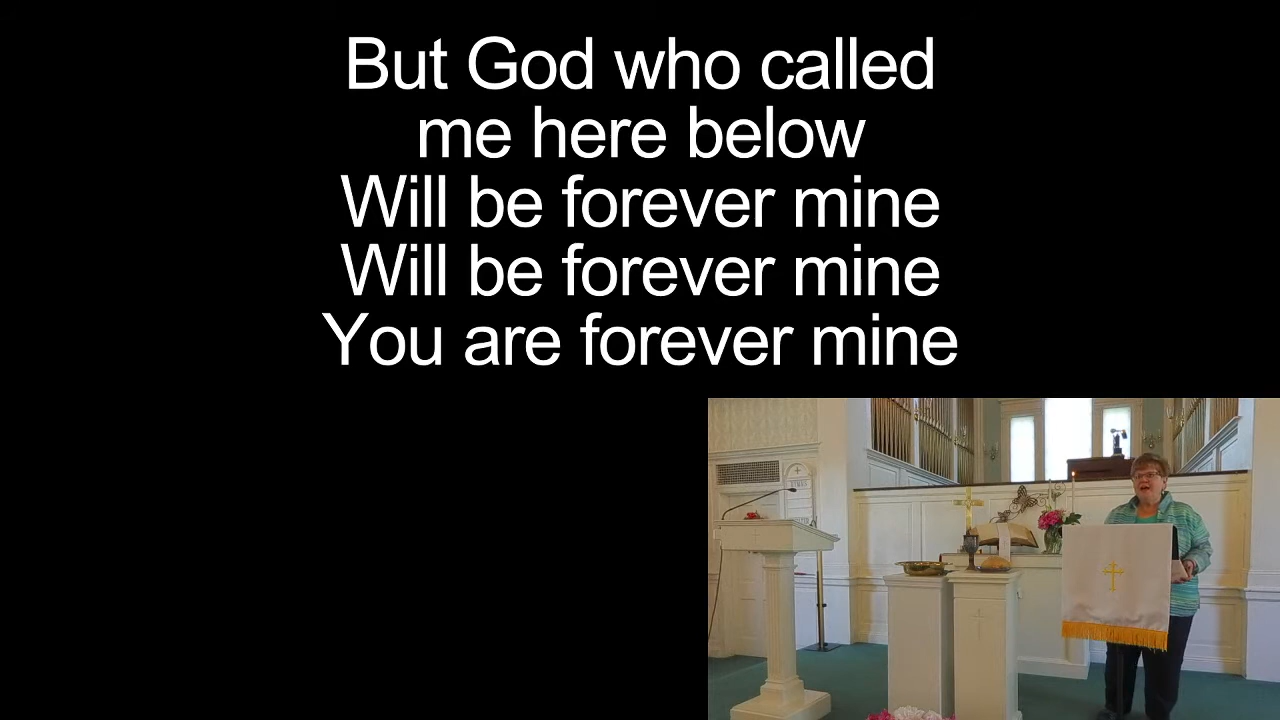 But God who called
me here below
Will be forever mine
Will be forever mine
You are forever mine